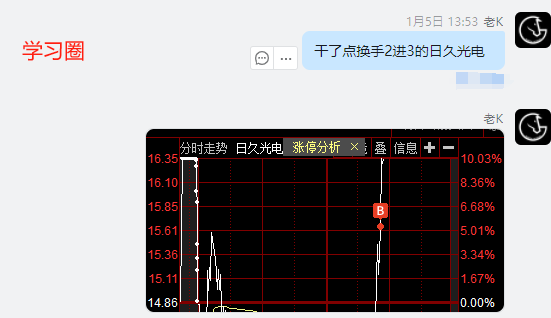 1月5日 13:53 老K
学习圈
干了点换手2进3的日久光电
老K
分时走势 日久光电 涨停分析 × 叠 信息 + -
16.35 10.03%
16.10 8.36%
15.85 6.68%
B
15.61 5.01%
15.36 3.34%
15.11 1.67%
14.86 0.00%